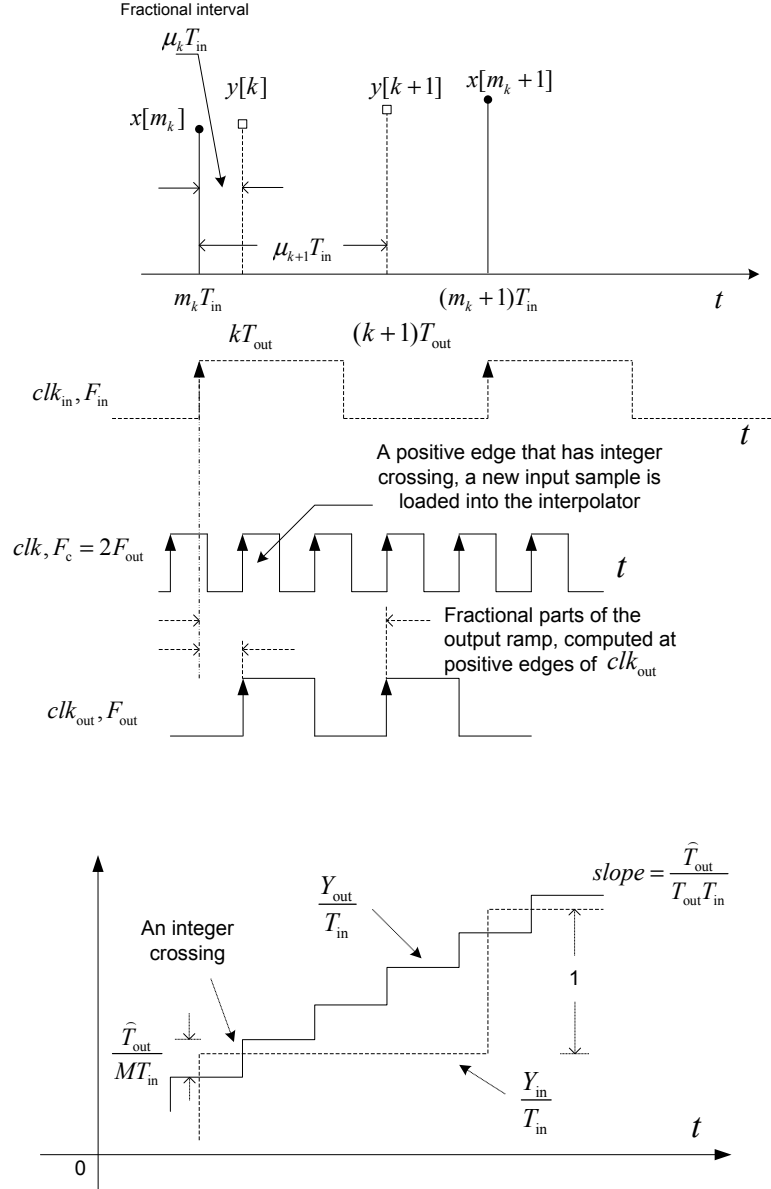 Fractional interval
μ_k T_in
y[k]
y[k+1]
x[m_k+1]
x[m_k]
μ_{k+1} T_in
m_k T_in
(m_k+1)T_in
t
kT_out
(k+1)T_out
clk_in, F_in
t
A positive edge that has integer
crossing, a new input sample is
loaded into the interpolator
clk, F_c = 2F_out
t
Fractional parts of the
output ramp, computed at
positive edges of clk_out
clk_out, F_out
slope = T̂_out / T_out T_in
Y_out / T_in
An integer
crossing
1
T̂_out / MT_in
Y_in / T_in
t
0